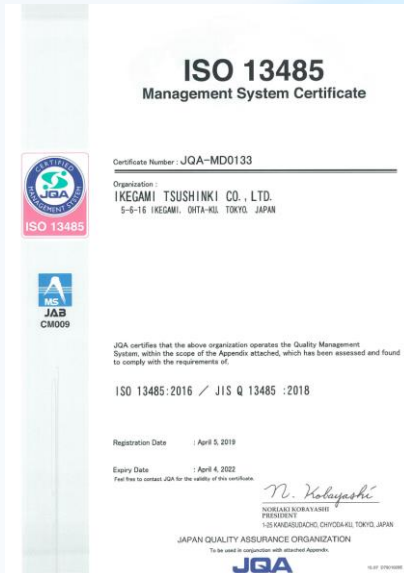 ISO 13485
Management System Certificate
Certificate Number : JQA-MD0133
Organization :
IKEGAMI TSUSHINKI CO., LTD.
5-6-16 IKEGAMI, OHTA-KU, TOKYO, JAPAN
CERTIFIED
JQA
MANAGEMENT SYSTEM
ISO 13485
MS
JAB
CM009
JQA certifies that the above organization operates the Quality Management
System, within the scope of the Appendix attached, which has been assessed and found
to comply with the requirements of,
ISO 13485:2016 / JIS Q 13485 :2018
Registration Date : April 5, 2019
Expiry Date : April 4, 2022
Feel free to contact JQA for the validity of this certificate.
N. Kobayashi
NORIAKI KOBAYASHI
PRESIDENT
1-25 KANDASUDACHO, CHIYODA-KU, TOKYO, JAPAN
JAPAN QUALITY ASSURANCE ORGANIZATION
To be used in conjunction with attached Appendix.
JQA